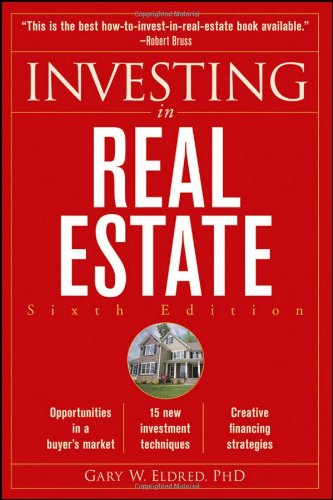 “This is the best how-to-invest-in-real-estate book available.”
–Robert Bruss
INVESTING
in
REAL
ESTATE
Sixth Edition
Opportunities
in a
buyer’s market
15 new
investment
techniques
Creative
financing
strategies
GARY W. ELDRED, PHD